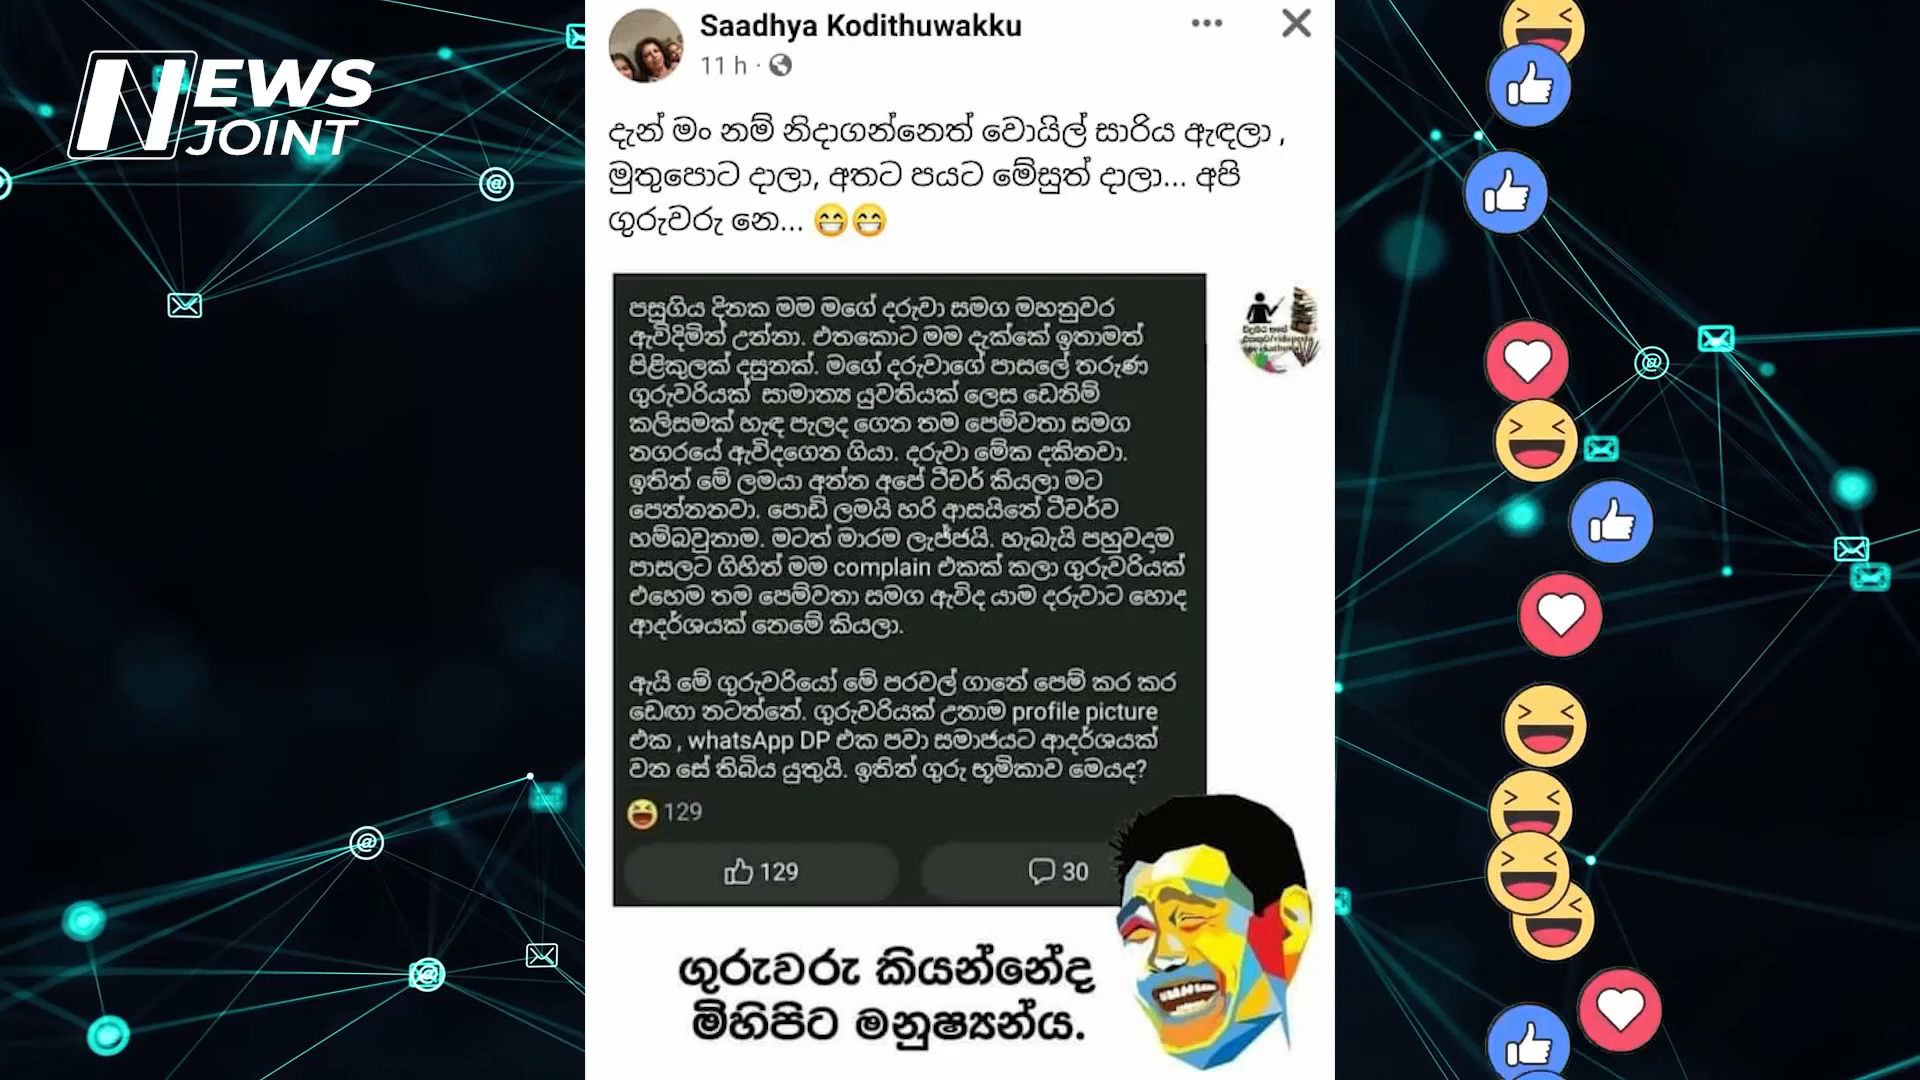 NEWS
JOINT
Saadhya Kodithuwakku
11 h ·
දැන් මං නම් නිදාගන්නෙත් වොයිල් සාරිය ඇඳලා ,
මුතුපොට දාලා, අතට පයට මේසුත් දාලා... අපි
ගුරුවරු නෙ... 😁😁
පසුගිය දිනක මම මගේ දරුවා සමග මහනුවර
ඇවිදිමින් උන්නා. එතකොට මම දැක්කේ ඉතාමත්
පිළිකුලක් දසුනක්. මගේ දරුවාගේ පාසලේ තරුණ
ගුරුවරියක් සාමාන්‍ය යුවතියක් ලෙස ඩෙනිම්
කලිසමක් හැඳ පැලද ගෙන තම පෙම්වතා සමග
නගරයේ ඇවිදගෙන ගියා. දරුවා මේක දකිනවා.
ඉතින් මේ ලමයා අන්න අපේ ටීචර් කියලා මට
පෙන්නනවා. පොඩි ලමයි හරි ආසයිනේ ටීචර්ව
හම්බවුනාම. මටත් මාරම ලැජ්ජයි. හැබැයි පහුවදාම
පාසලට ගිහින් මම complain එකක් කලා ගුරුවරියක්
එහෙම තම පෙම්වතා සමග ඇවිද යාම දරුවාට හොද
ආදර්ශයක් නෙමේ කියලා.
ඇයි මේ ගුරුවරියෝ මේ පරවල් ගානේ පෙම් කර කර
ඩෙඟා නටන්නේ. ගුරුවරියක් උනාම profile picture
එක , whatsApp DP එක පවා සමාජයට ආදර්ශයක්
වන සේ තිබිය යුතුයි. ඉතින් ගුරු භූමිකාව මෙයද?
129
129
30
ගුරුවරු කියන්නේද
මිහිපිට මනුෂ්‍යන්ය.